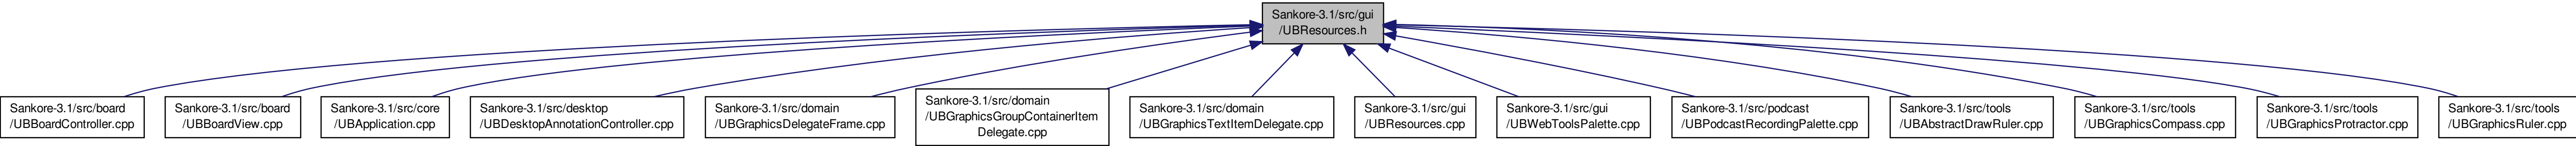 Sankore-3.1/src/gui
/UBResources.h
Sankore-3.1/src/board
/UBBoardController.cpp
Sankore-3.1/src/board
/UBBoardView.cpp
Sankore-3.1/src/core
/UBApplication.cpp
Sankore-3.1/src/desktop
/UBDesktopAnnotationController.cpp
Sankore-3.1/src/domain
/UBGraphicsDelegateFrame.cpp
Sankore-3.1/src/domain
/UBGraphicsGroupContainerItem
Delegate.cpp
Sankore-3.1/src/domain
/UBGraphicsTextItemDelegate.cpp
Sankore-3.1/src/gui
/UBResources.cpp
Sankore-3.1/src/gui
/UBWebToolsPalette.cpp
Sankore-3.1/src/podcast
/UBPodcastRecordingPalette.cpp
Sankore-3.1/src/tools
/UBAbstractDrawRuler.cpp
Sankore-3.1/src/tools
/UBGraphicsCompass.cpp
Sankore-3.1/src/tools
/UBGraphicsProtractor.cpp
Sankore-3.1/src/tools
/UBGraphicsRuler.cpp